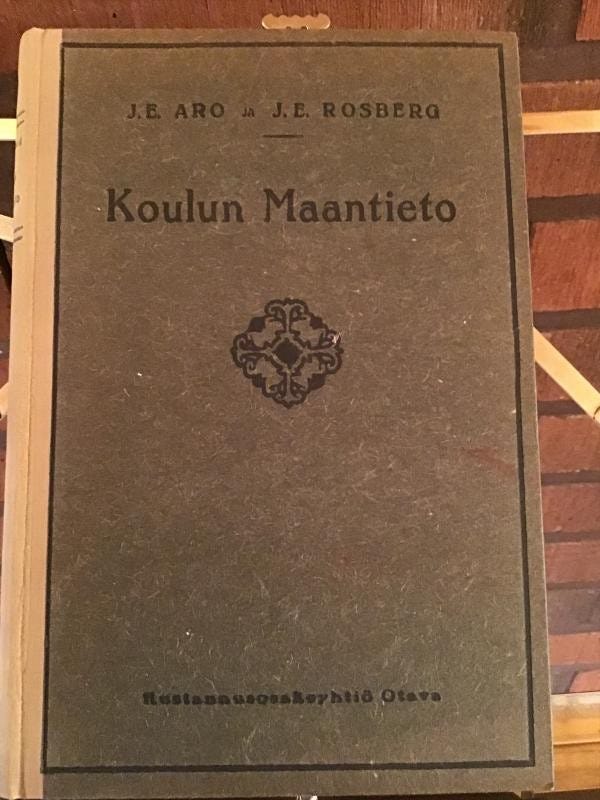 J.E. ARO JA J.E. ROSBERG
Koulun Maantieto
Kustannusosakeyhtiö Otava